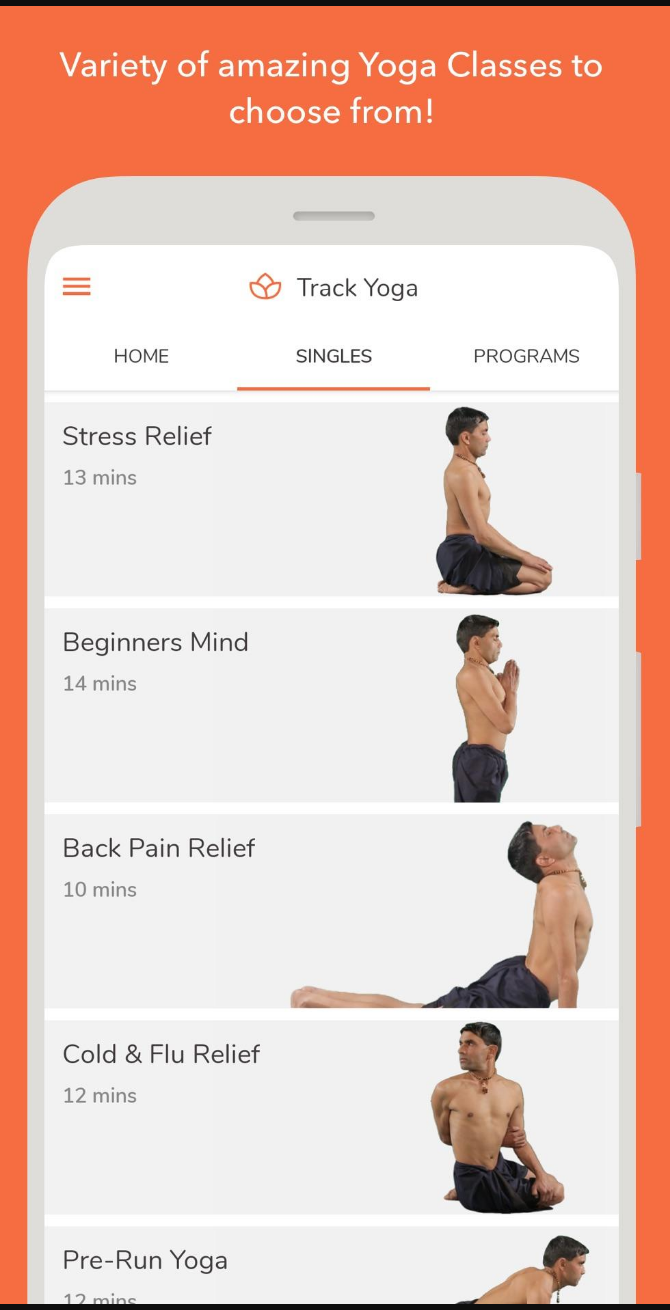 Variety of amazing Yoga Classes to
choose from!
Track Yoga
HOME SINGLES PROGRAMS
Stress Relief
13 mins
Beginners Mind
14 mins
Back Pain Relief
10 mins
Cold & Flu Relief
12 mins
Pre-Run Yoga
12 mins